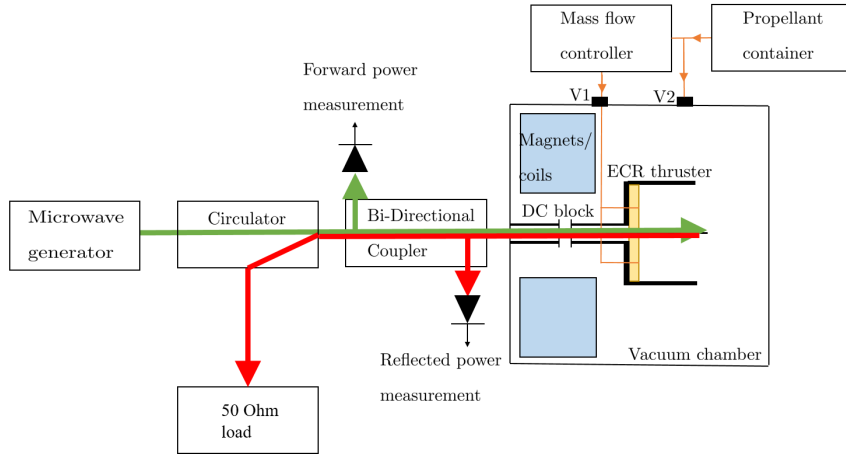 Mass flow
controller
Propellant
container
Forward power
measurement
V1
V2
Magnets/
coils
ECR thruster
DC block
Microwave
generator
Circulator
Bi-Directional
Coupler
Vacuum chamber
Reflected power
measurement
50 Ohm
load